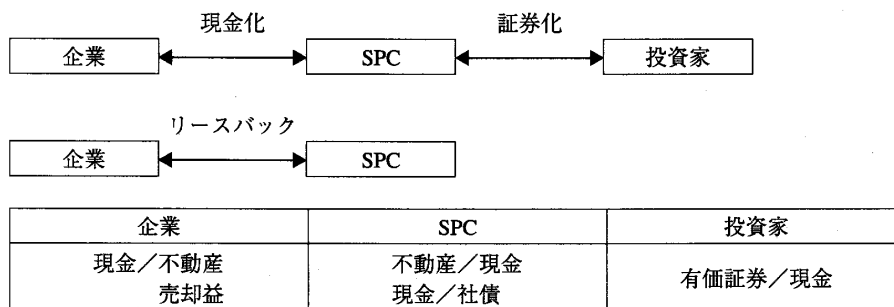 現金化 証券化
企業 SPC 投資家
リースバック
企業 SPC
企業 SPC 投資家
現金／不動産 不動産／現金 有価証券／現金
売却益 現金／社債